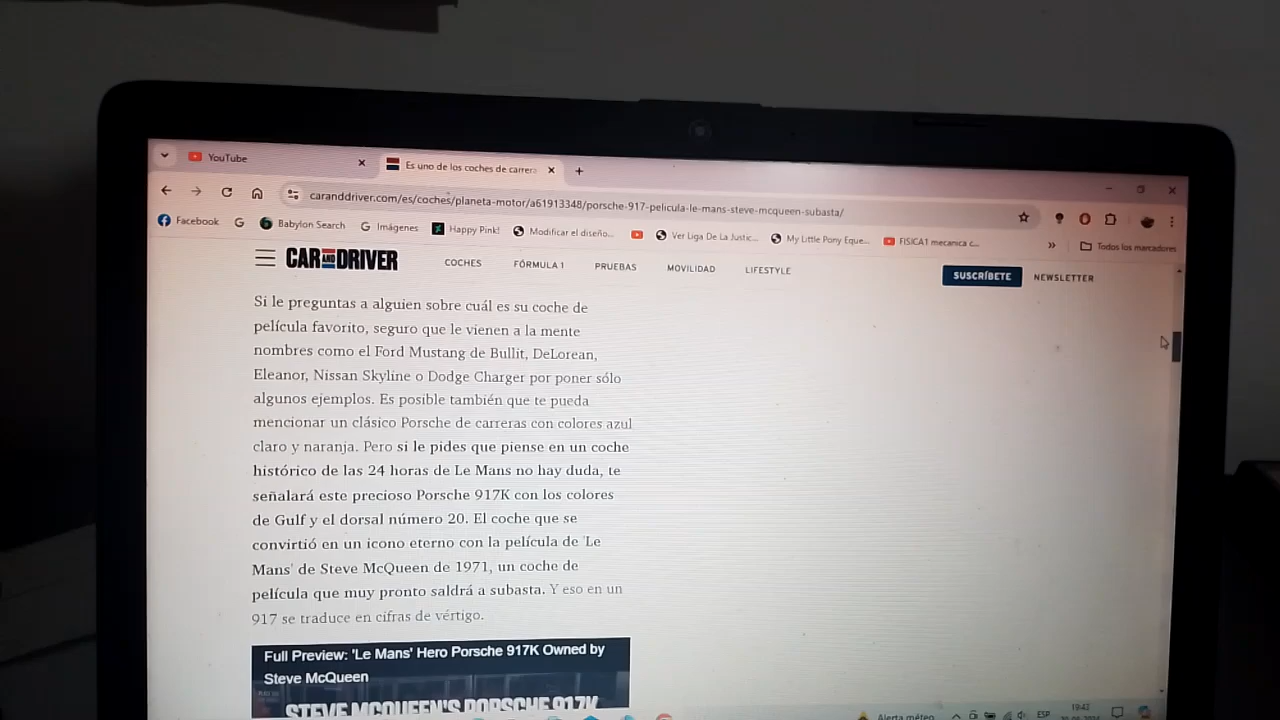 YouTube
Es uno de los coches de carrera
caranddriver.com/es/coches/planeta-motor/a61913348/porsche-917-pelicula-le-mans-steve-mcqueen-subasta/
Facebook
Babylon Search
Imágenes
Happy Pink!
Modificar el diseño...
Ver Liga De La Justic...
My Little Pony Eque...
FISICA1 mecanica c...
Todos los marcadores
CAR AND DRIVER
COCHES
FÓRMULA 1
PRUEBAS
MOVILIDAD
LIFESTYLE
SUSCRÍBETE
NEWSLETTER
Si le preguntas a alguien sobre cuál es su coche de
película favorito, seguro que le vienen a la mente
nombres como el Ford Mustang de Bullit, DeLorean,
Eleanor, Nissan Skyline o Dodge Charger por poner sólo
algunos ejemplos. Es posible también que te pueda
mencionar un clásico Porsche de carreras con colores azul
claro y naranja. Pero si le pides que piense en un coche
histórico de las 24 horas de Le Mans no hay duda, te
señalará este precioso Porsche 917K con los colores
de Gulf y el dorsal número 20. El coche que se
convirtió en un icono eterno con la película de 'Le
Mans' de Steve McQueen de 1971, un coche de
película que muy pronto saldrá a subasta. Y eso en un
917 se traduce en cifras de vértigo.
Full Preview: 'Le Mans' Hero Porsche 917K Owned by
Steve McQueen
STEVE MCQUEEN'S PORSCHE 917K
Alerta méteo
ESP
19:42